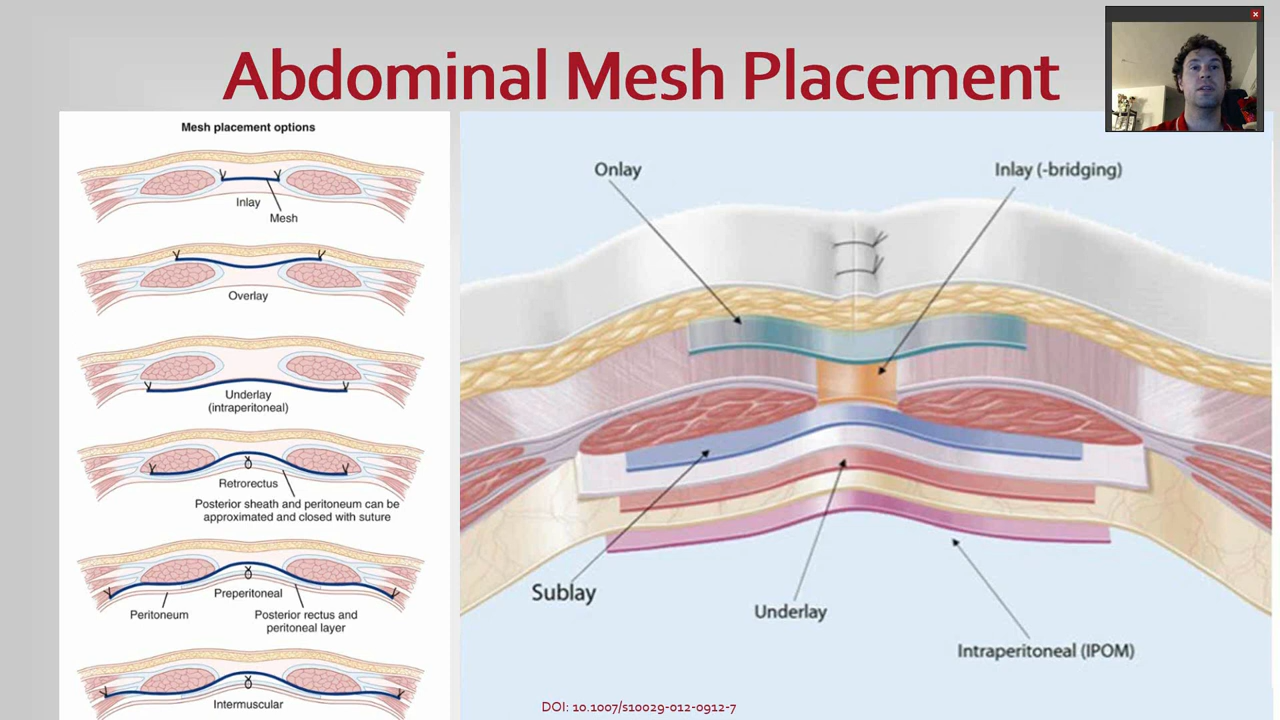 Abdominal Mesh Placement
Mesh placement options
Inlay
Mesh
Overlay
Underlay
(intraperitoneal)
Retrorectus
Posterior sheath and peritoneum can be
approximated and closed with suture
Preperitoneal
Peritoneum
Posterior rectus and
peritoneal layer
Intermuscular
Onlay
Inlay (-bridging)
Sublay
Underlay
Intraperitoneal (IPOM)
DOI: 10.1007/s10029-012-0912-7